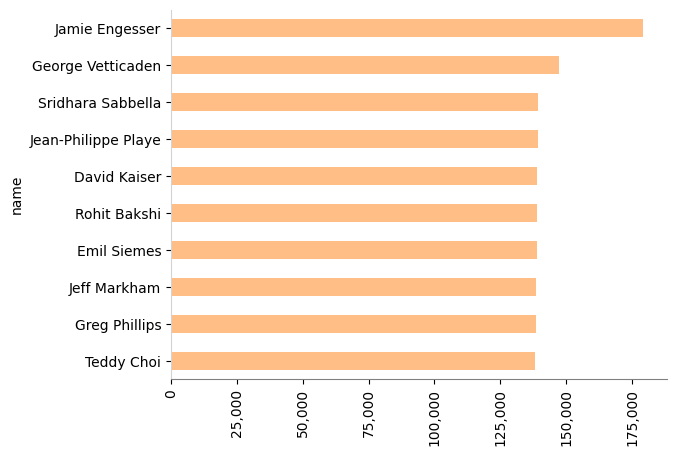 Jamie Engesser
George Vetticaden
Sridhara Sabbella
Jean-Philippe Playe
David Kaiser
Rohit Bakshi
Emil Siemes
Jeff Markham
Greg Phillips
Teddy Choi
name
0
25,000
50,000
75,000
100,000
125,000
150,000
175,000